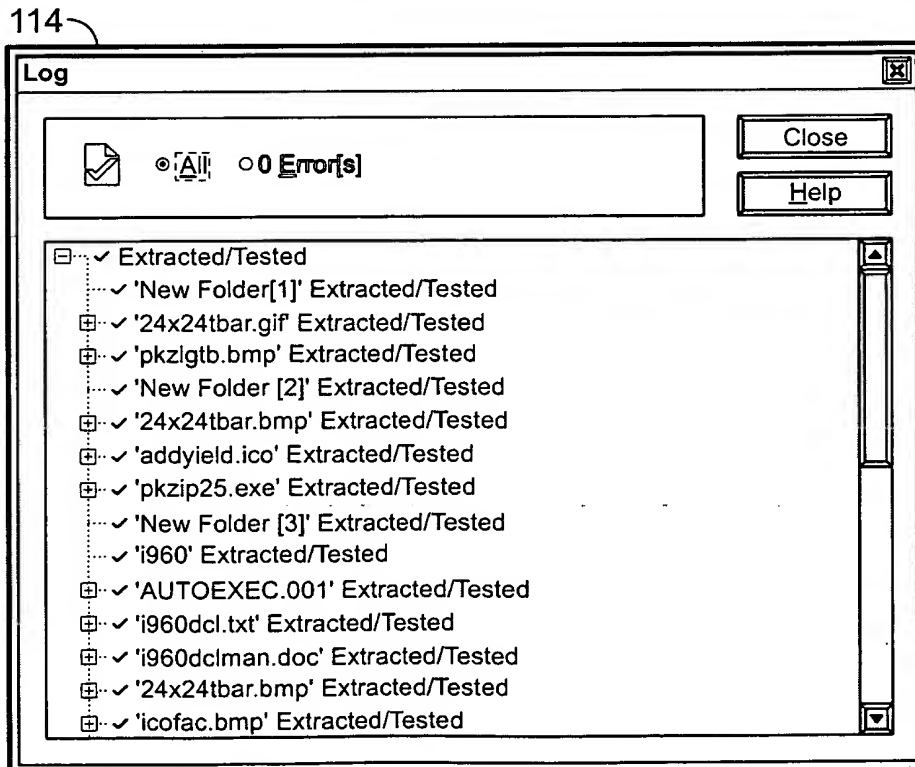 114
Log
All 0 Error[s]
Close
Help
Extracted/Tested
'New Folder[1]' Extracted/Tested
'24x24tbar.gif' Extracted/Tested
'pkzlgtb.bmp' Extracted/Tested
'New Folder [2]' Extracted/Tested
'24x24tbar.bmp' Extracted/Tested
'addyield.ico' Extracted/Tested
'pkzip25.exe' Extracted/Tested
'New Folder [3]' Extracted/Tested
'i960' Extracted/Tested
'AUTOEXEC.001' Extracted/Tested
'i960dcl.txt' Extracted/Tested
'i960dclman.doc' Extracted/Tested
'24x24tbar.bmp' Extracted/Tested
'icofac.bmp' Extracted/Tested